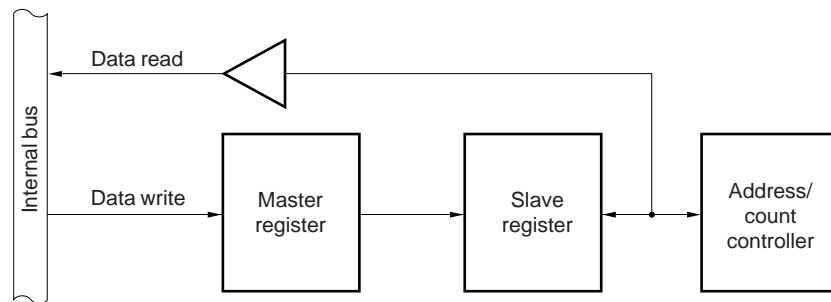 Data read
Internal bus
Data write
Master
register
Slave
register
Address/
count
controller